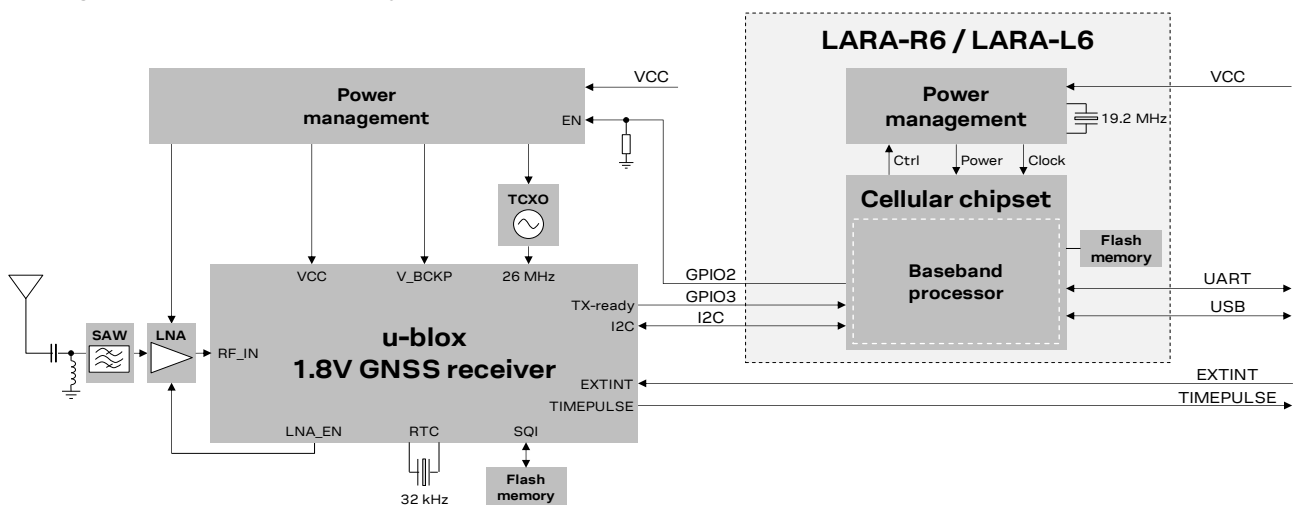 LARA-R6 / LARA-L6
VCC
VCC
Power
management
EN
Power
management
19.2 MHz
Ctrl
Power
Clock
TCXO
Cellular chipset
Flash
memory
VCC
V_BCKP
26 MHz
GPIO2
Baseband
processor
TX-ready
GPIO3
UART
I2C
I2C
USB
SAW
LNA
RF_IN
u-blox
1.8V GNSS receiver
EXTINT
EXTINT
TIMEPULSE
TIMEPULSE
LNA_EN
RTC
SQI
32 kHz
Flash
memory